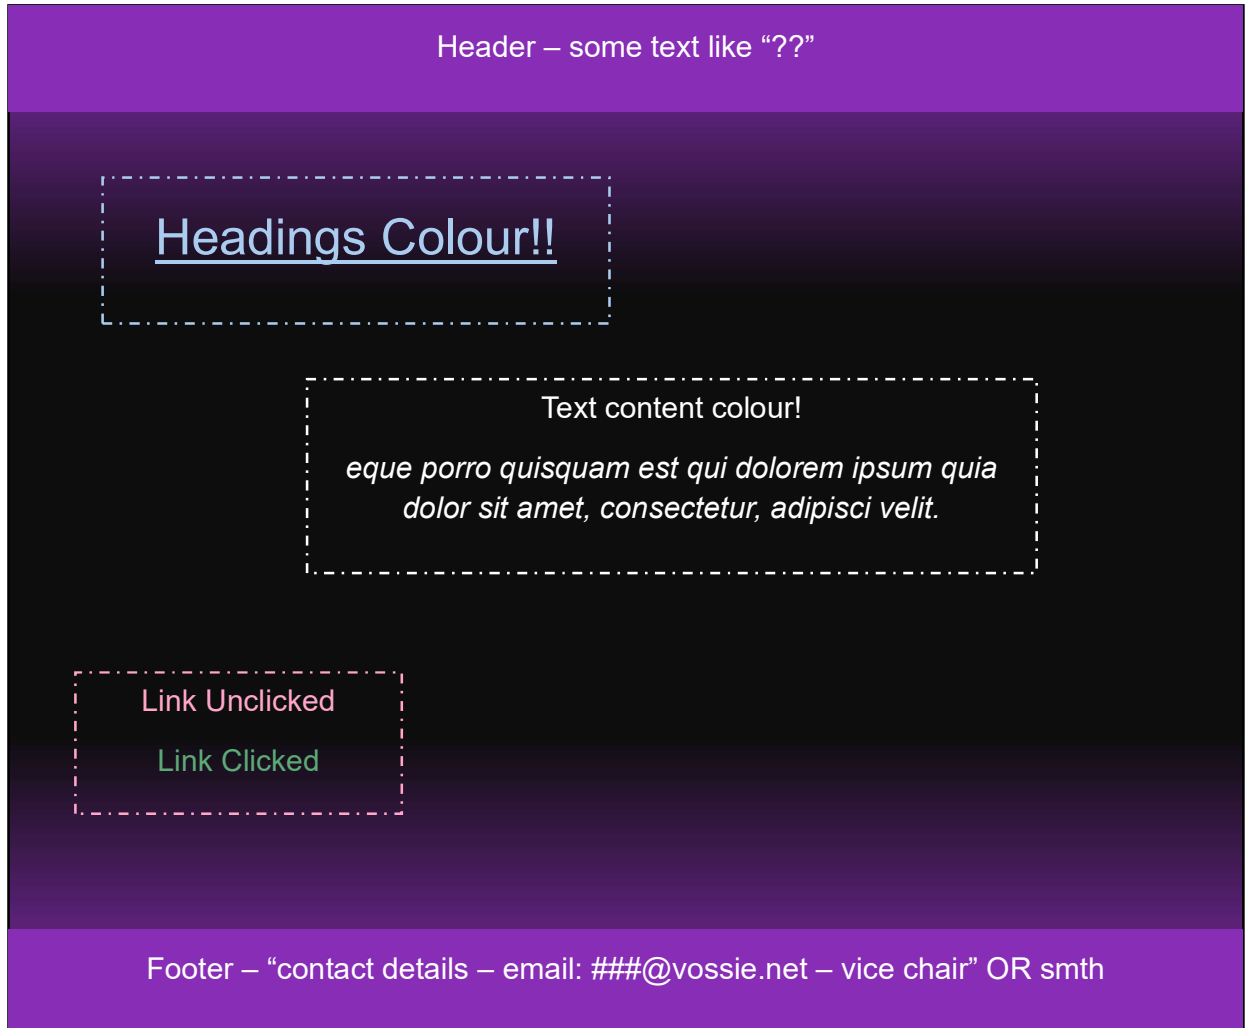 Header – some text like “??”
Headings Colour!!
Text content colour!
eque porro quisquam est qui dolorem ipsum quia
dolor sit amet, consectetur, adipisci velit.
Link Unclicked
Link Clicked
Footer – “contact details – email: ###@vossie.net – vice chair” OR smth